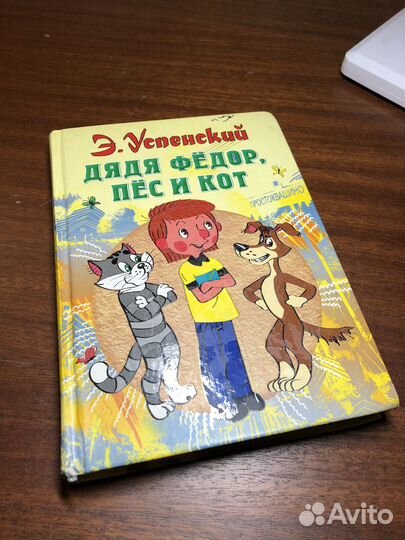 Э. Успенский
ДЯДЯ ФЁДОР,
ПЁС И КОТ
ПРОСТОКВАШИНО
Avito